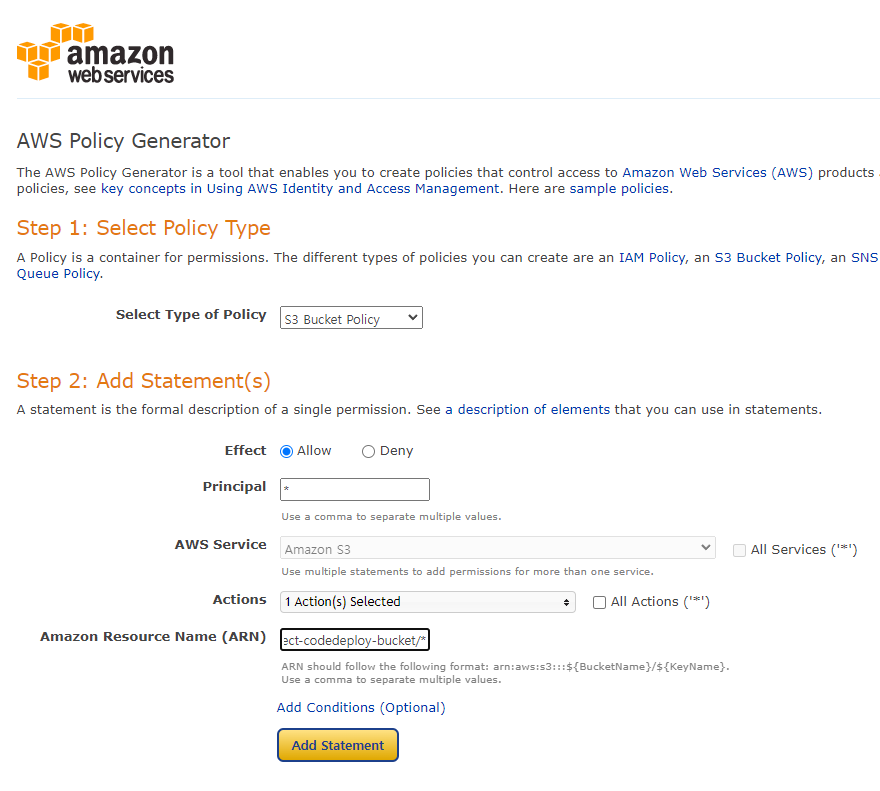 amazon
web services
AWS Policy Generator
The AWS Policy Generator is a tool that enables you to create policies that control access to Amazon Web Services (AWS) products
policies, see key concepts in Using AWS Identity and Access Management. Here are sample policies.
Step 1: Select Policy Type
A Policy is a container for permissions. The different types of policies you can create are an IAM Policy, an S3 Bucket Policy, an SNS
Queue Policy.
Select Type of Policy S3 Bucket Policy
Step 2: Add Statement(s)
A statement is the formal description of a single permission. See a description of elements that you can use in statements.
Effect Allow Deny
Principal *
Use a comma to separate multiple values.
AWS Service Amazon S3 All Services ('*')
Use multiple statements to add permissions for more than one service.
Actions 1 Action(s) Selected All Actions ('*')
Amazon Resource Name (ARN) ect-codedeploy-bucket/*
ARN should follow the following format: arn:aws:s3:::${BucketName}/${KeyName}.
Use a comma to separate multiple values.
Add Conditions (Optional)
Add Statement